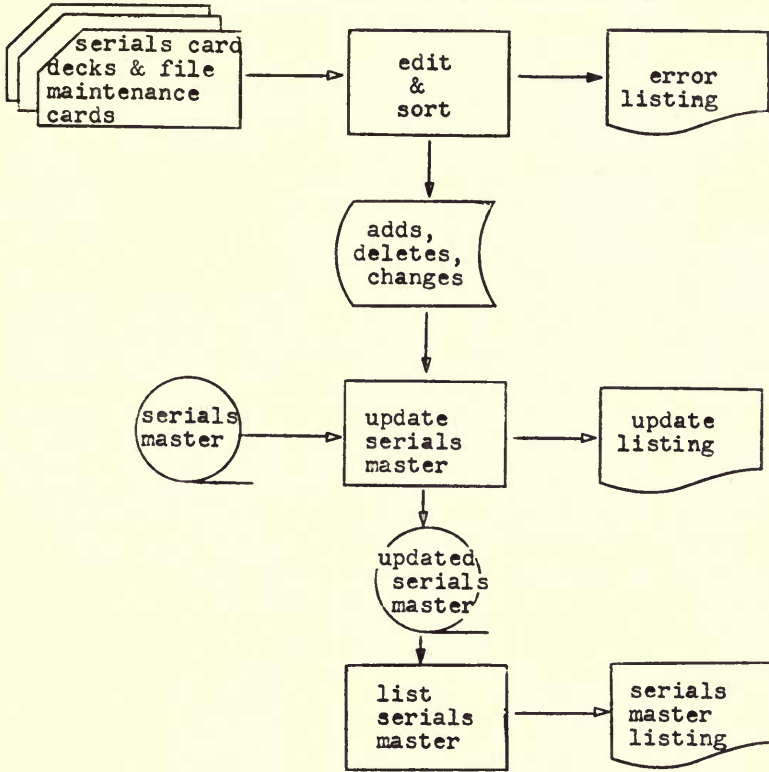 serials card
decks & file
maintenance
cards
edit
&
sort
error
listing
adds,
deletes,
changes
serials
master
update
serials
master
update
listing
updated
serials
master
list
serials
master
serials
master
listing